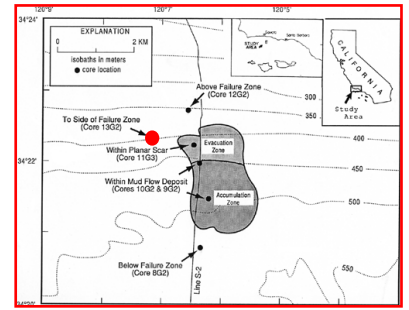 120°9'
120°7'
120°5'
34°24'
EXPLANATION
0 2 KM
isobaths in meters
core location
STUDY
AREA
CALIFORNIA
Study
Area
Above Failure Zone
(Core 12G2)
300
350
To Side of Failure Zone
(Core 13G2)
400
Within Planar Scar
(Core 11G3)
Evacuation
Zone
34°22'
450
Within Mud Flow Deposit
(Cores 10G2 & 9G2)
Accumulation
Zone
500
Below Failure Zone
(Core 8G2)
550
Line S-2